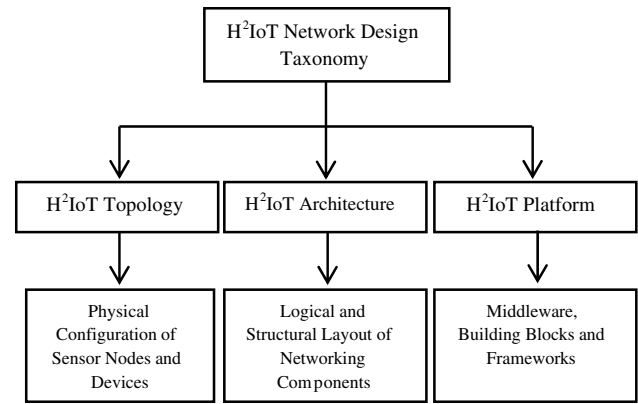 H²IoT Network Design
Taxonomy
H²IoT Topology
H²IoT Architecture
H²IoT Platform
Physical
Configuration of
Sensor Nodes and
Devices
Logical and
Structural Layout of
Networking
Components
Middleware,
Building Blocks and
Frameworks